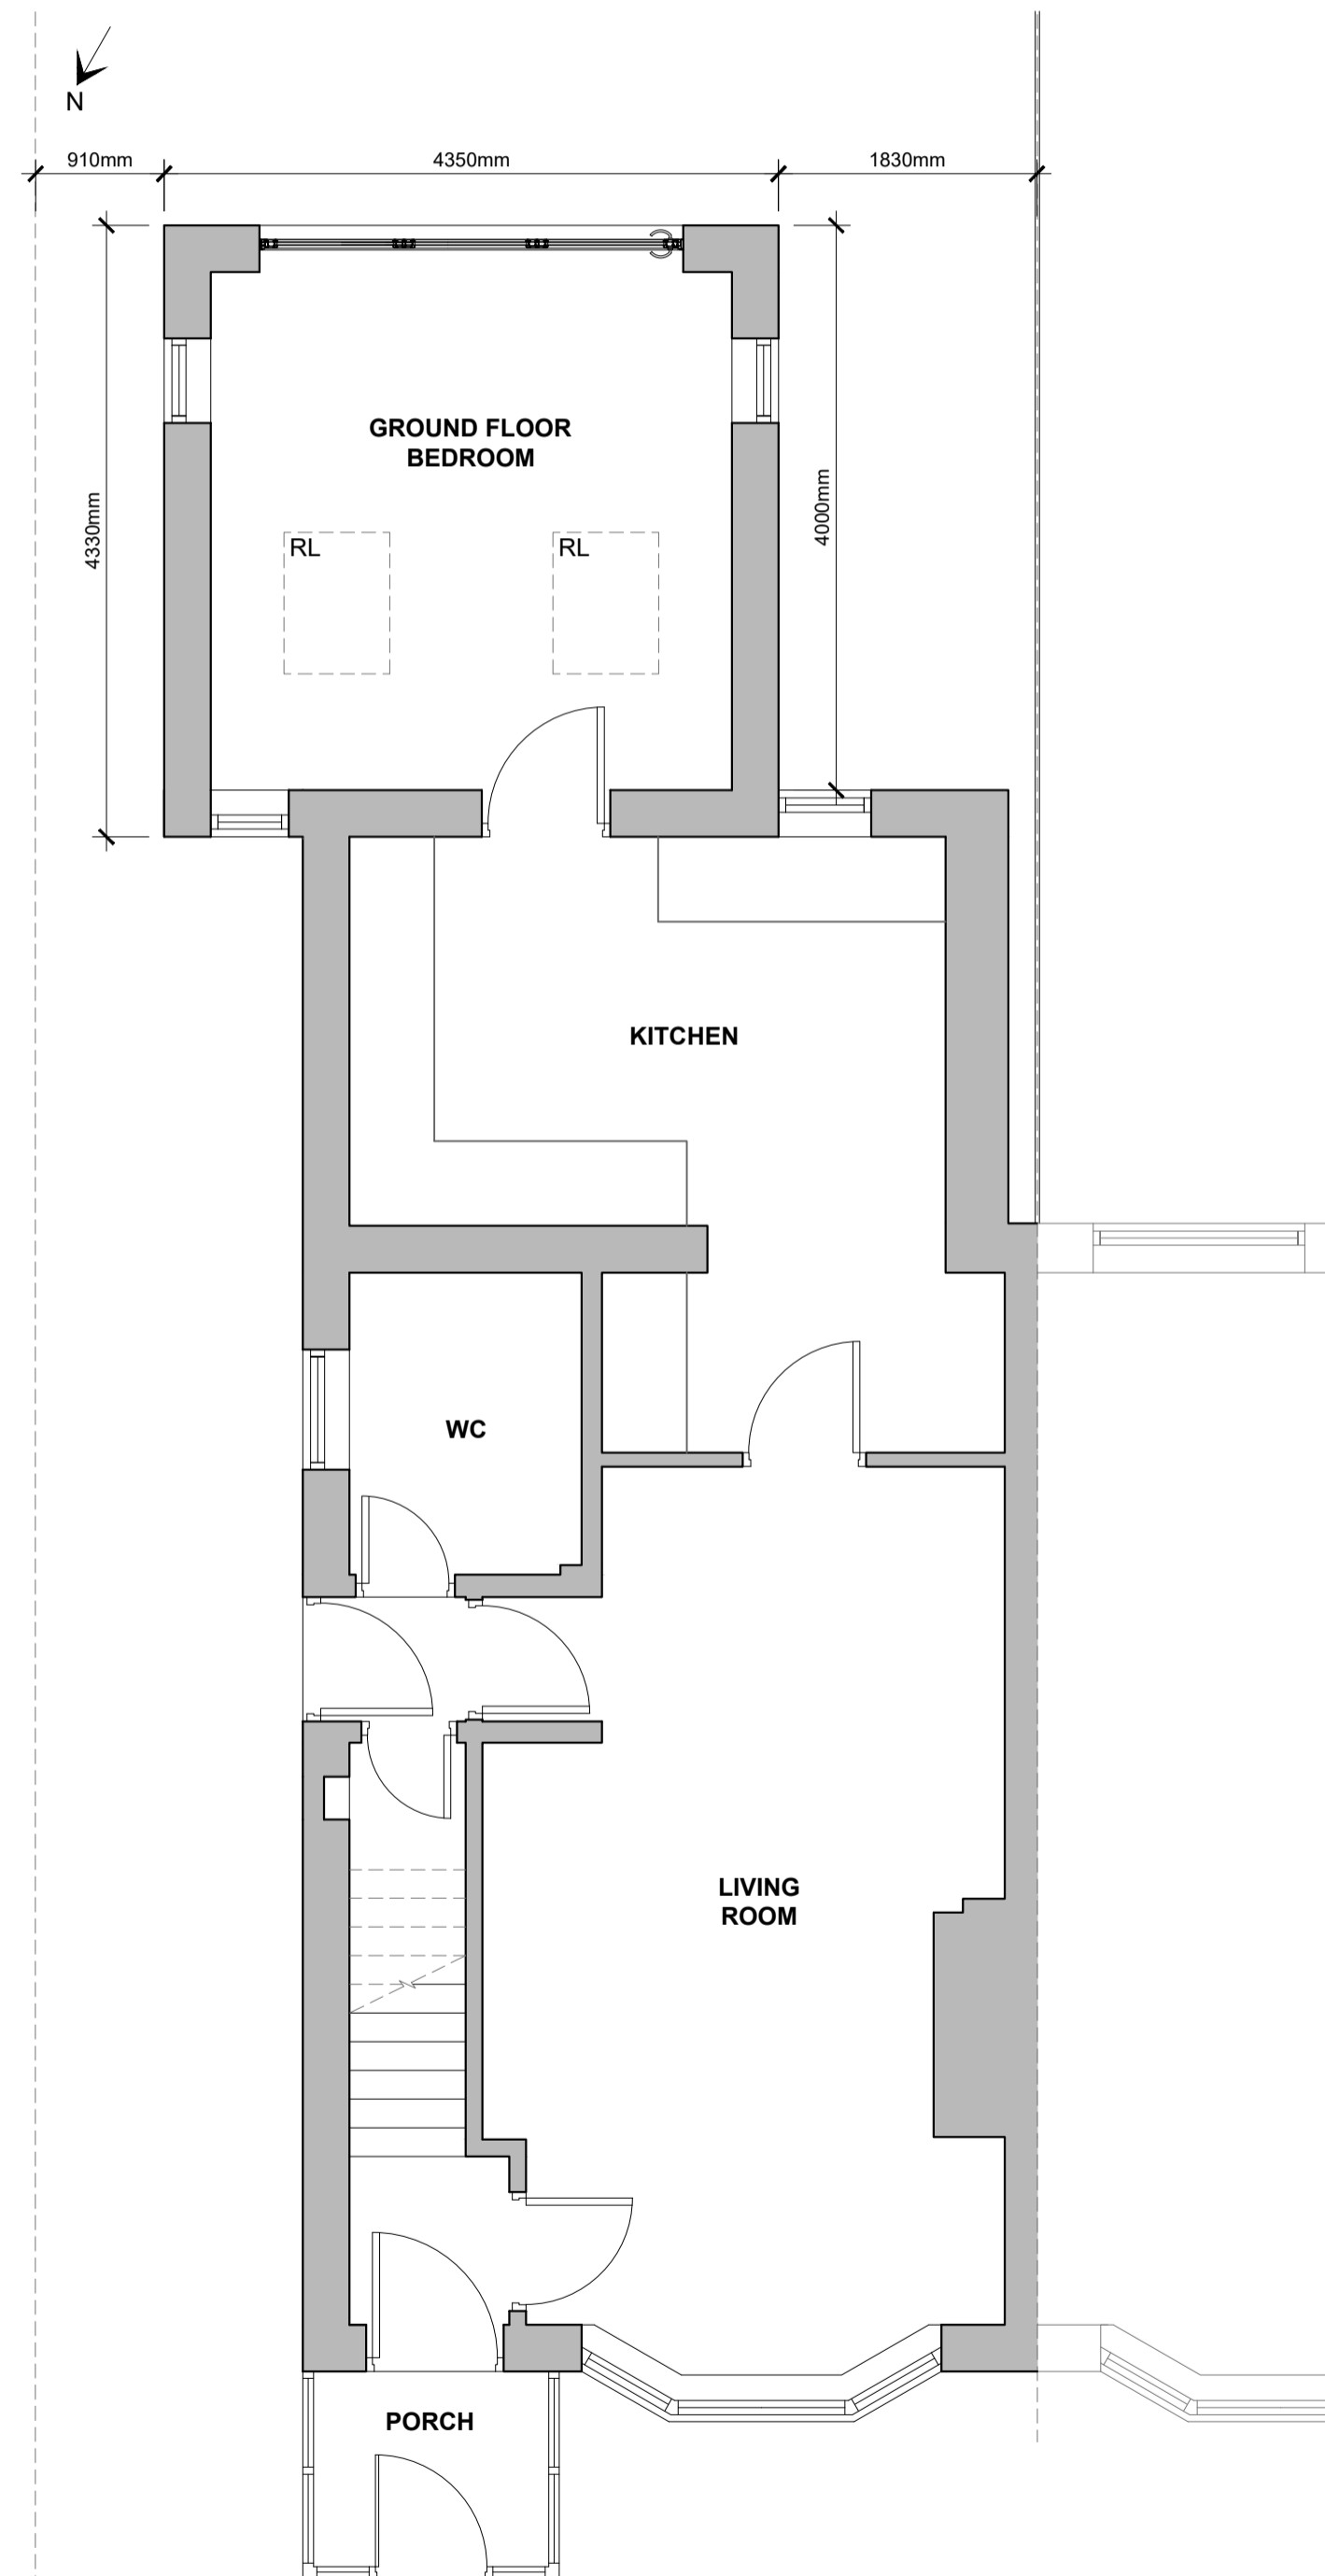 N
910mm
4350mm
1830mm
GROUND FLOOR
BEDROOM
4330mm
4000mm
RL
RL
KITCHEN
WC
LIVING
ROOM
PORCH